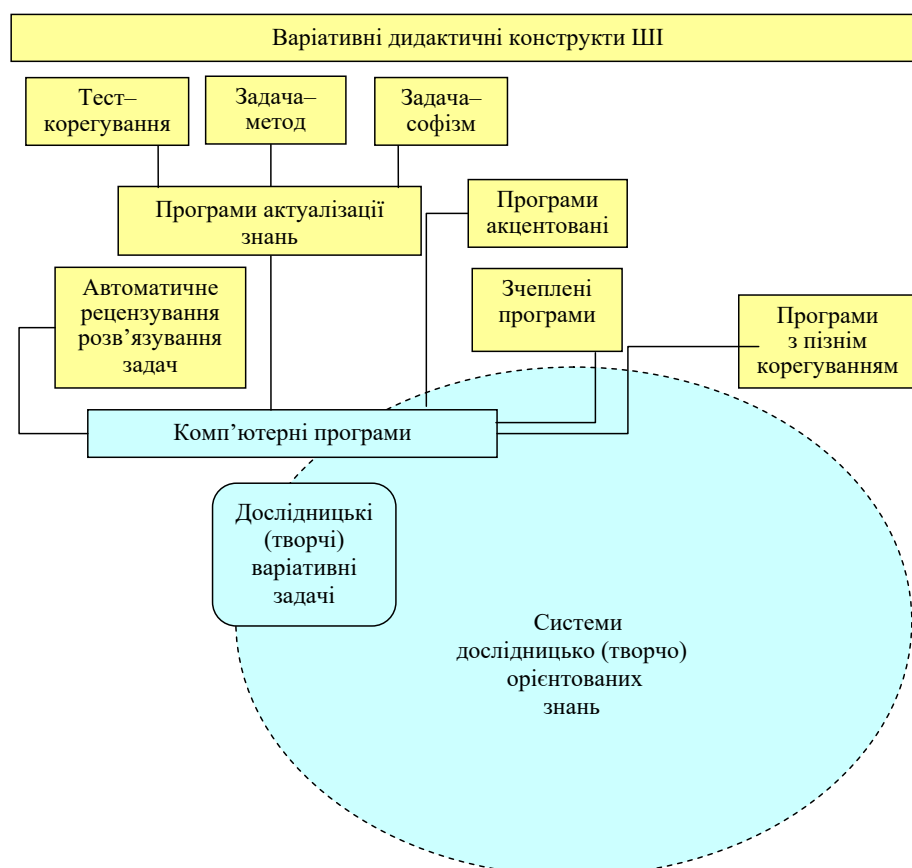 Варіативні дидактичні конструкти ШІ
Тест–
корегування
Задача–
метод
Задача–
софізм
Програми актуалізації
знань
Програми
акцентовані
Автоматичне
рецензування
розв’язування
задач
Зчеплені
програми
Програми
з пізнім
корегуванням
Комп’ютерні програми
Дослідницькі
(творчі)
варіативні
задачі
Системи
дослідницько (творчо)
орієнтованих
знань